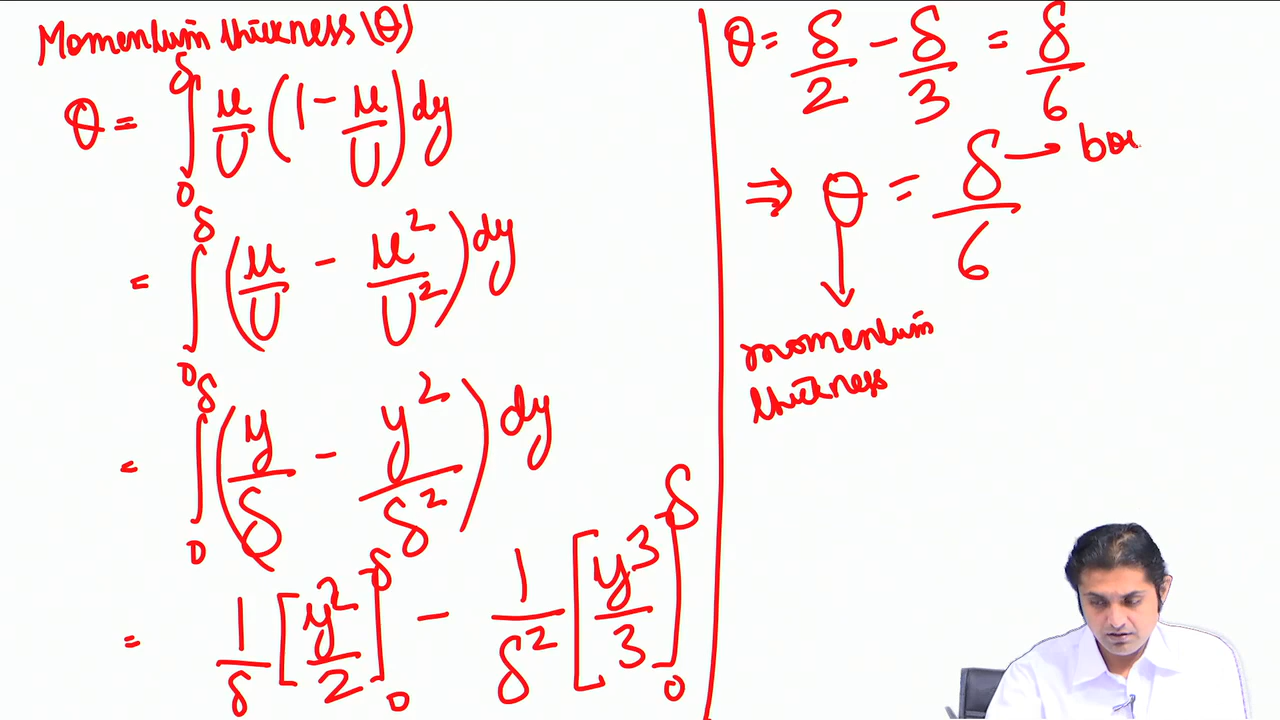 Momentum thickness (θ)
θ = ∫₀^δ u/U (1 - u/U) dy
= ∫₀^δ (u/U - u²/U²) dy
= ∫₀^δ (y/δ - y²/δ²) dy
= 1/δ [y²/2]₀^δ - 1/δ² [y³/3]₀^δ
θ = δ/2 - δ/3 = δ/6
⇒ θ = δ/6 → bou
momentum
thickness